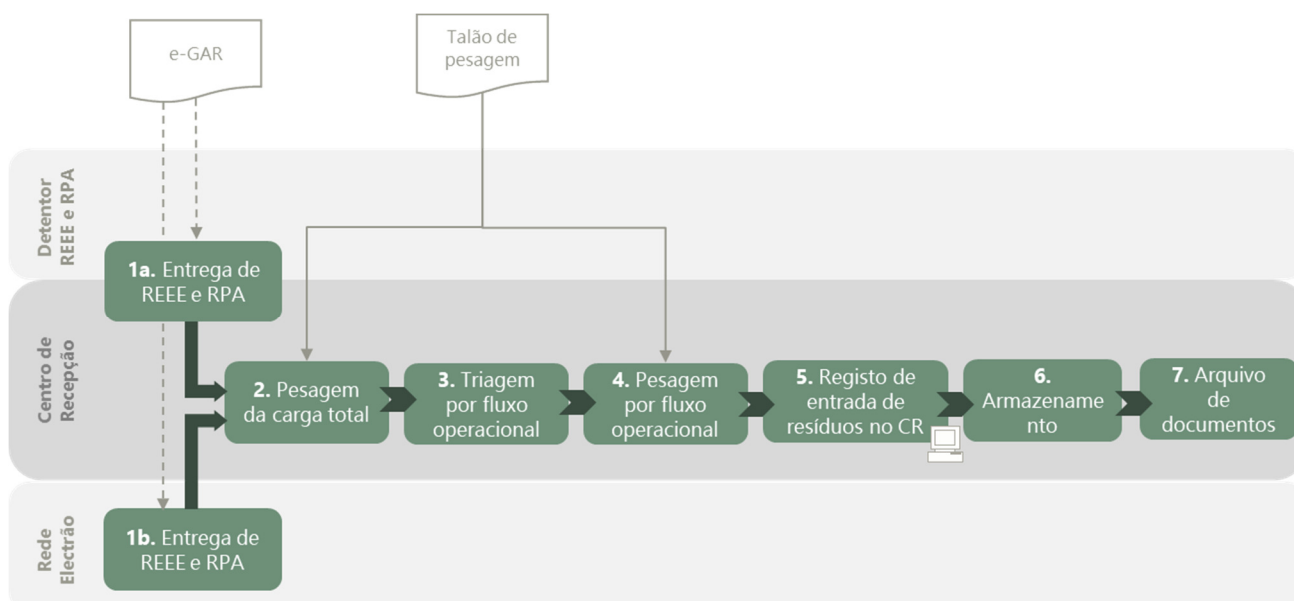 e-GAR
Talão de
pesagem
Detentor
REEE e RPA
1a. Entrega de
REEE e RPA
Centro de
Recepção
2. Pesagem
da carga total
3. Triagem
por fluxo
operacional
4. Pesagem
por fluxo
operacional
5. Registo de
entrada de
resíduos no CR
6.
Armazename
nto
7. Arquivo
de
documentos
Rede
Electrão
1b. Entrega de
REEE e RPA